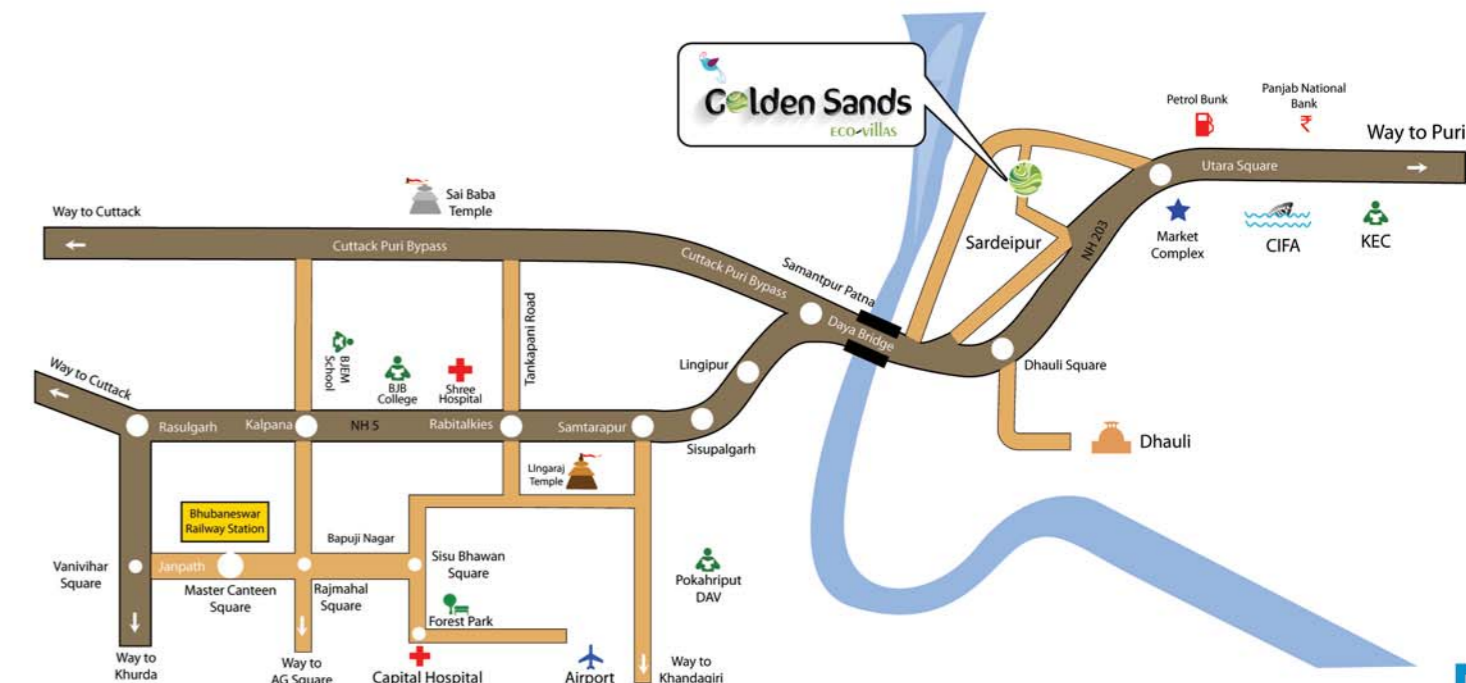 Golden Sands
ECO-VILLAS
Petrol Bunk
Panjab National
Bank
Way to Puri
Utara Square
Market
Complex
CIFA
KEC
NH 203
Sardeipur
Sai Baba
Temple
Way to Cuttack
Cuttack Puri Bypass
Cuttack Puri Bypass
Samantpur Patna
Daya Bridge
Dhauli Square
Dhauli
Lingipur
Sisupalgarh
Tankapani Road
BJEM
School
BJB
College
Shree
Hospital
Way to Cuttack
Rasulgarh
Kalpana
NH 5
Rabitalkies
Samtarapur
LIngaraj
Temple
Bhubaneswar
Railway Station
Bapuji Nagar
Sisu Bhawan
Square
Vanivihar
Square
Janpath
Master Canteen
Square
Rajmahal
Square
Pokahriput
DAV
Forest Park
Way to
Khurda
Way to
AG Square
Capital Hospital
Airport
Way to
Khandagiri